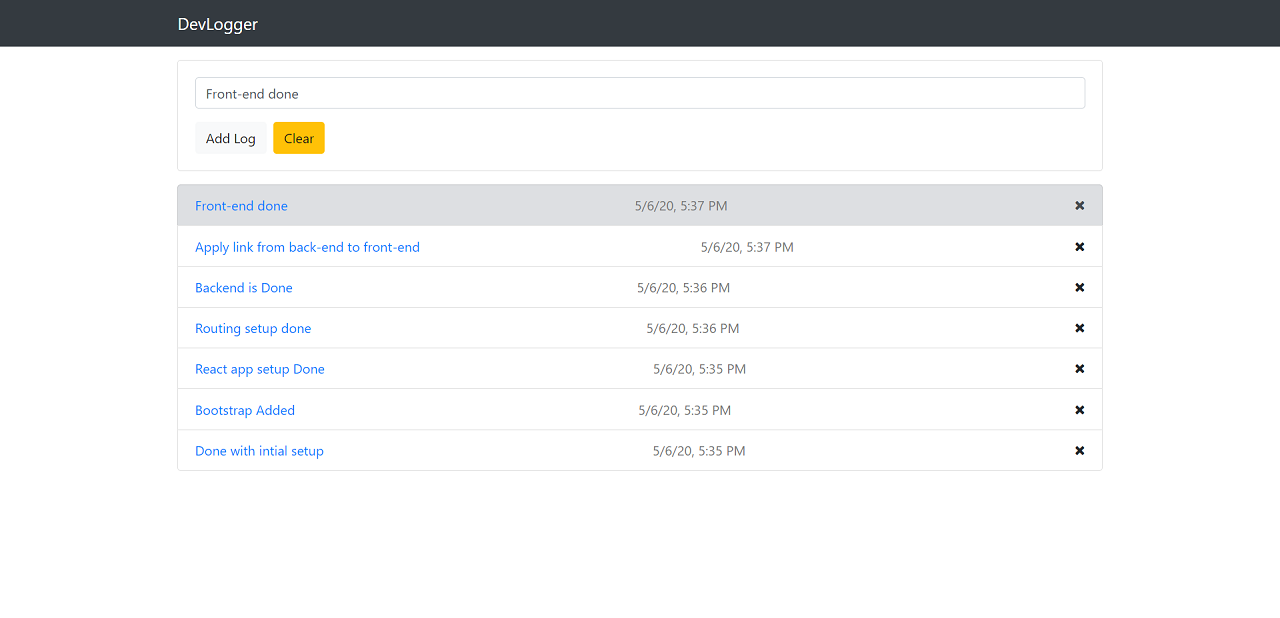 DevLogger
Front-end done
Add Log Clear
Front-end done 5/6/20, 5:37 PM
Apply link from back-end to front-end 5/6/20, 5:37 PM
Backend is Done 5/6/20, 5:36 PM
Routing setup done 5/6/20, 5:36 PM
React app setup Done 5/6/20, 5:35 PM
Bootstrap Added 5/6/20, 5:35 PM
Done with intial setup 5/6/20, 5:35 PM